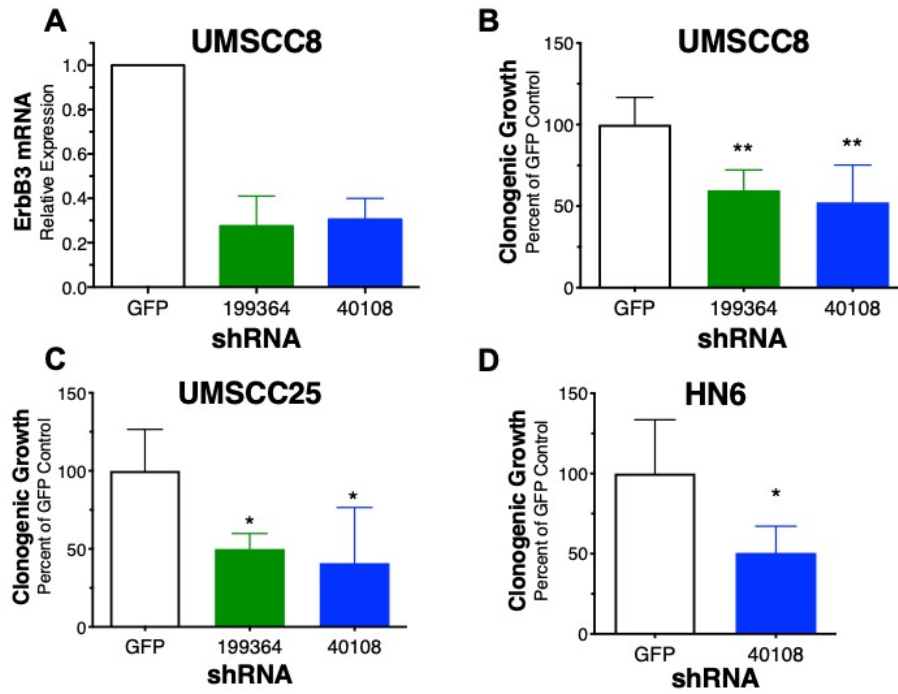 A
UMSCC8
ErbB3 mRNA
Relative Expression
1.0
0.8
0.6
0.4
0.2
0.0
GFP 199364 40108
shRNA
B
UMSCC8
Clonogenic Growth
Percent of GFP Control
150
100
50
0
**
**
GFP 199364 40108
shRNA
C
UMSCC25
Clonogenic Growth
Percent of GFP Control
150
100
50
0
*
*
GFP 199364 40108
shRNA
D
HN6
Clonogenic Growth
Percent of GFP Control
150
100
50
0
*
GFP 40108
shRNA